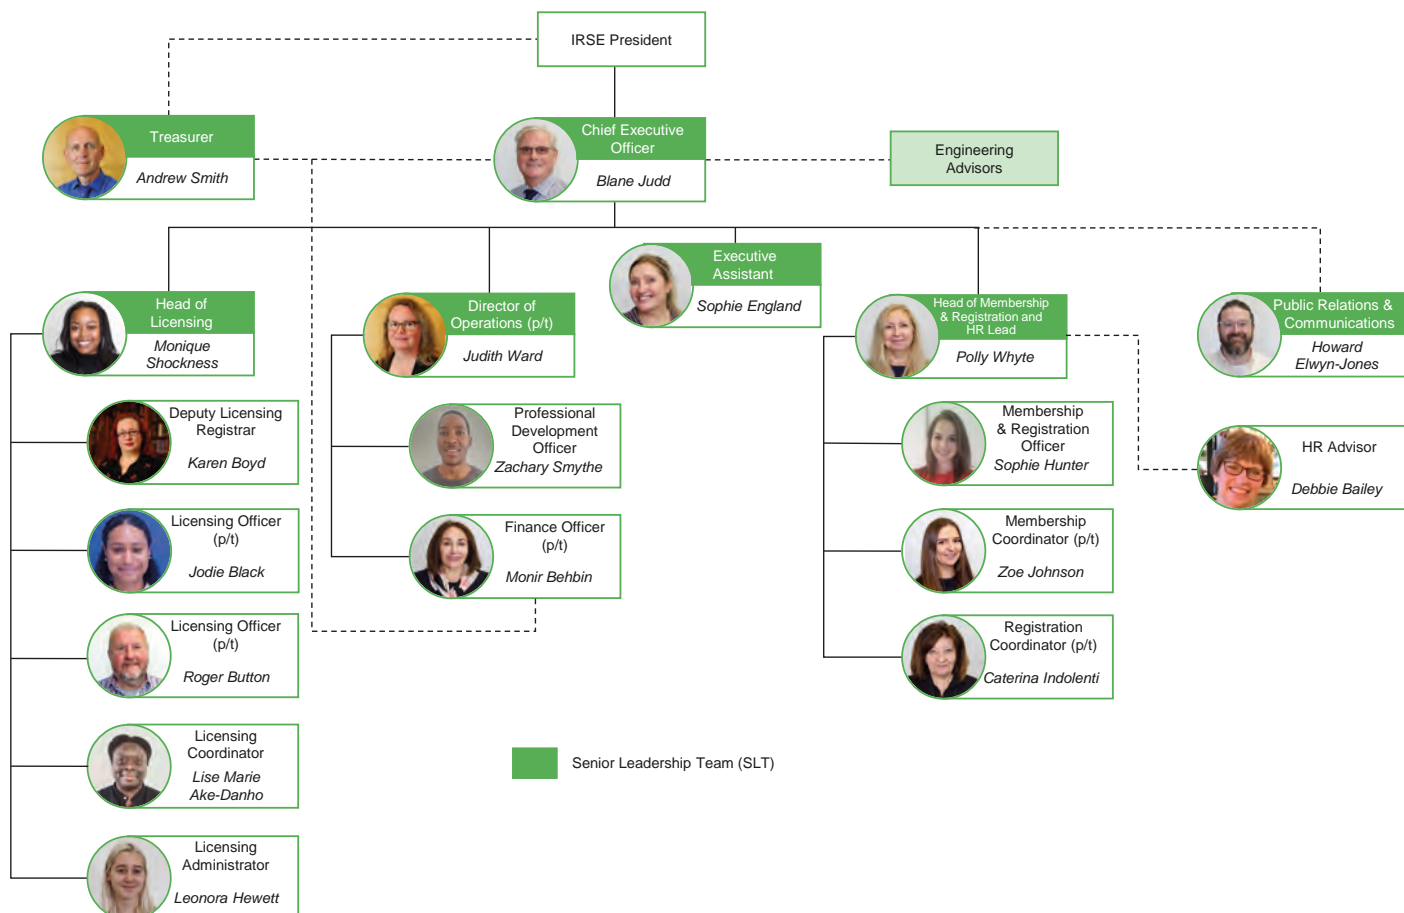 IRSE President
Treasurer
Andrew Smith
Chief Executive
Officer
Blane Judd
Engineering
Advisors
Executive
Assistant
Sophie England
Head of
Licensing
Monique
Shockness
Director of
Operations (p/t)
Judith Ward
Head of Membership
& Registration and
HR Lead
Polly Whyte
Public Relations &
Communications
Howard
Elwyn-Jones
Deputy Licensing
Registrar
Karen Boyd
Professional
Development
Officer
Zachary Smythe
Membership
& Registration
Officer
Sophie Hunter
HR Advisor
Debbie Bailey
Licensing Officer
(p/t)
Jodie Black
Finance Officer
(p/t)
Monir Behbin
Membership
Coordinator (p/t)
Zoe Johnson
Licensing Officer
(p/t)
Roger Button
Registration
Coordinator (p/t)
Caterina Indolenti
Licensing
Coordinator
Lise Marie
Ake-Danho
Senior Leadership Team (SLT)
Licensing
Administrator
Leonora Hewett